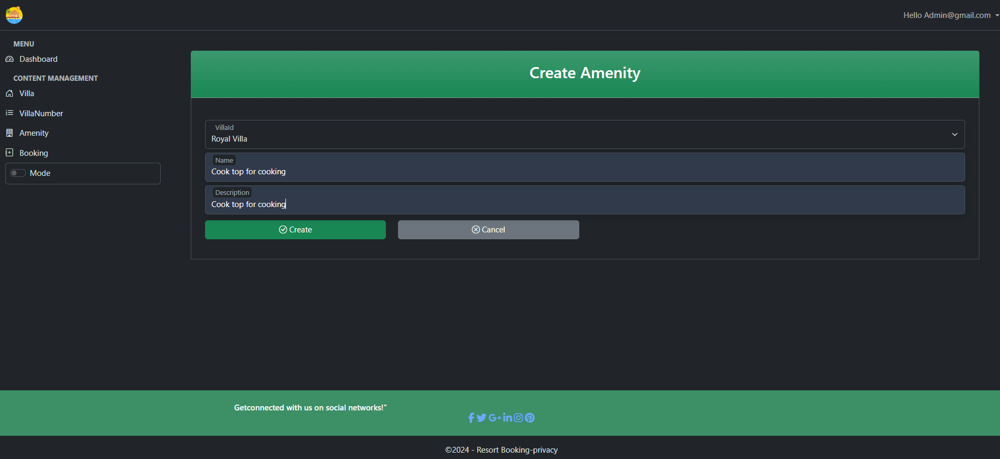 Hello Admin@gmail.com
MENU
Dashboard
CONTENT MANAGEMENT
Villa
VillaNumber
Amenity
Booking
Mode
Create Amenity
VillaId
Royal Villa
Name
Cook top for cooking
Description
Cook top for cooking
Create
Cancel
Getconnected with us on social networks!"
©2024 - Resort Booking-privacy